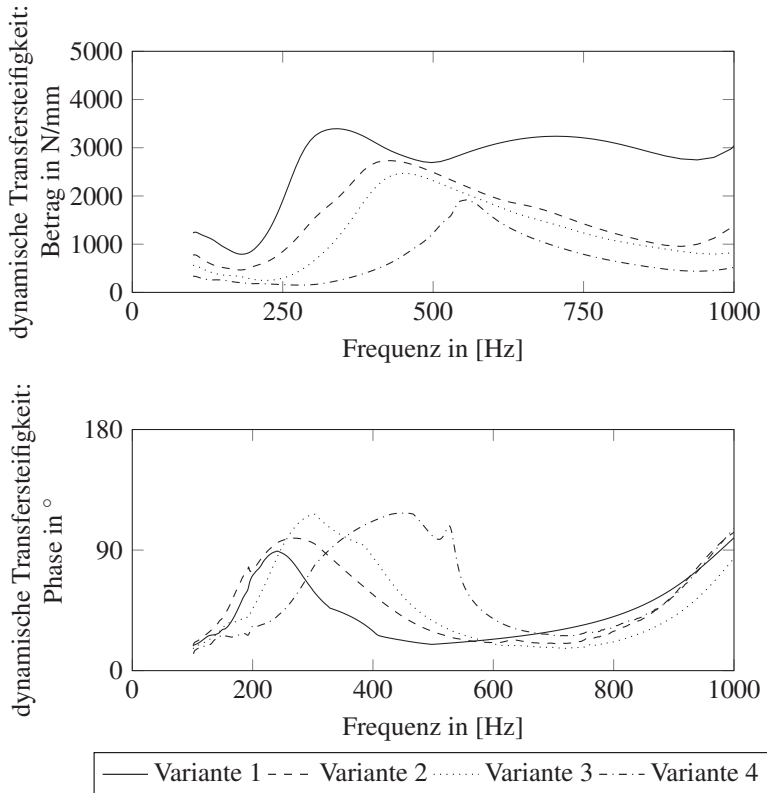 dynamische Transfersteifigkeit:
Betrag in N/mm
5000
4000
3000
2000
1000
0
0 250 500 750 1000
Frequenz in [Hz]
dynamische Transfersteifigkeit:
Phase in °
180
90
0
0 200 400 600 800 1000
Frequenz in [Hz]
Variante 1 Variante 2 Variante 3 Variante 4